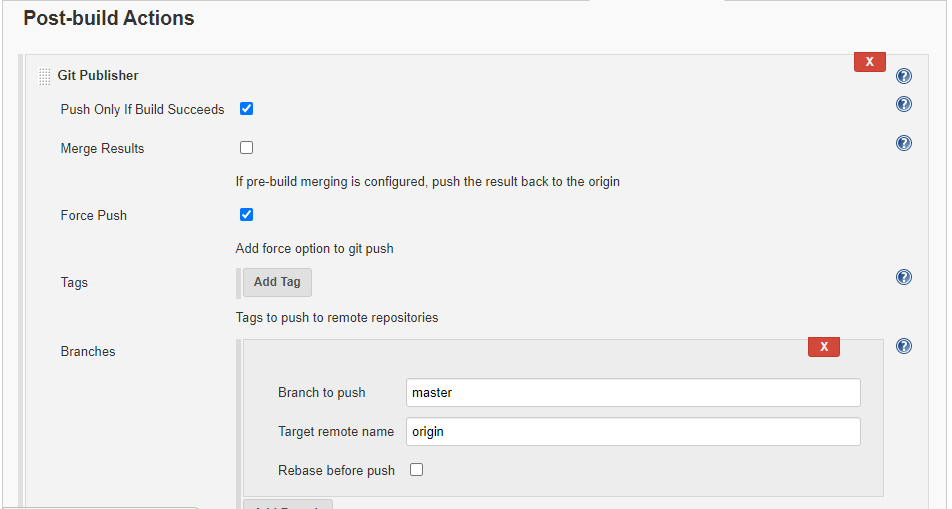 Post-build Actions
X
Git Publisher
?
Push Only If Build Succeeds
?
Merge Results
?
If pre-build merging is configured, push the result back to the origin
Force Push
Add force option to git push
Tags
Add Tag
?
Tags to push to remote repositories
Branches
X
?
Branch to push
master
Target remote name
origin
Rebase before push